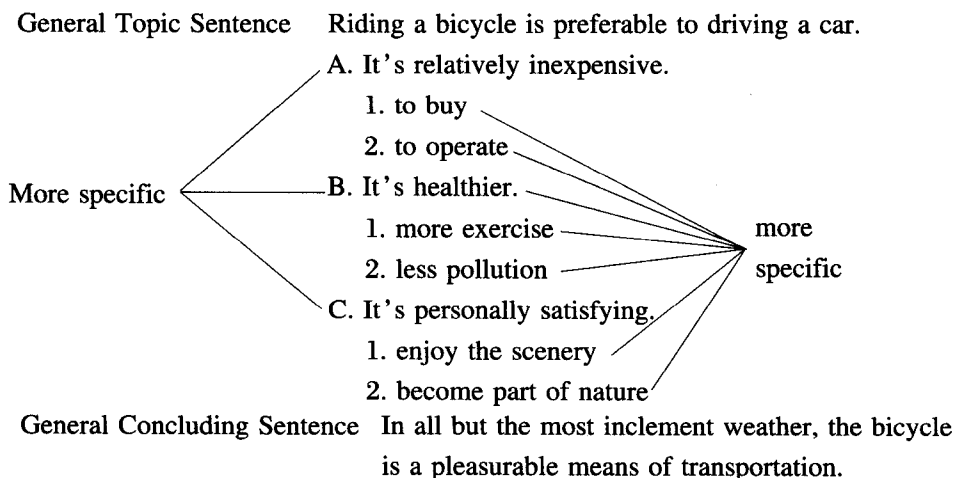 General Topic Sentence Riding a bicycle is preferable to driving a car.
A. It's relatively inexpensive.
1. to buy
2. to operate
More specific B. It's healthier.
1. more exercise more
2. less pollution specific
C. It's personally satisfying.
1. enjoy the scenery
2. become part of nature
General Concluding Sentence In all but the most inclement weather, the bicycle
is a pleasurable means of transportation.